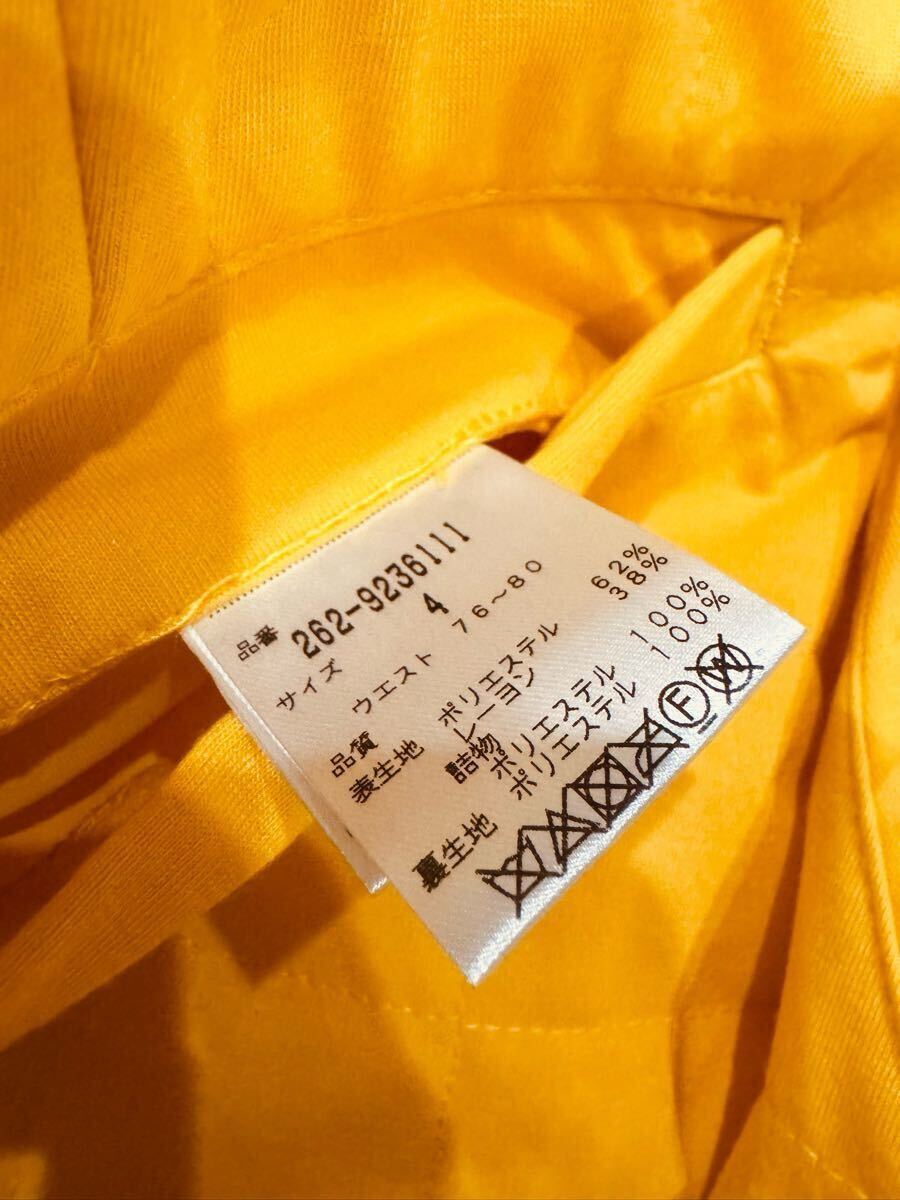 品番 262-9236111
サイズ 4
ウエスト 76~80
品質
表生地 ポリエステル 62%
レーヨン 38%
詰物 ポリエステル 100%
裏生地 ポリエステル 100%
F W